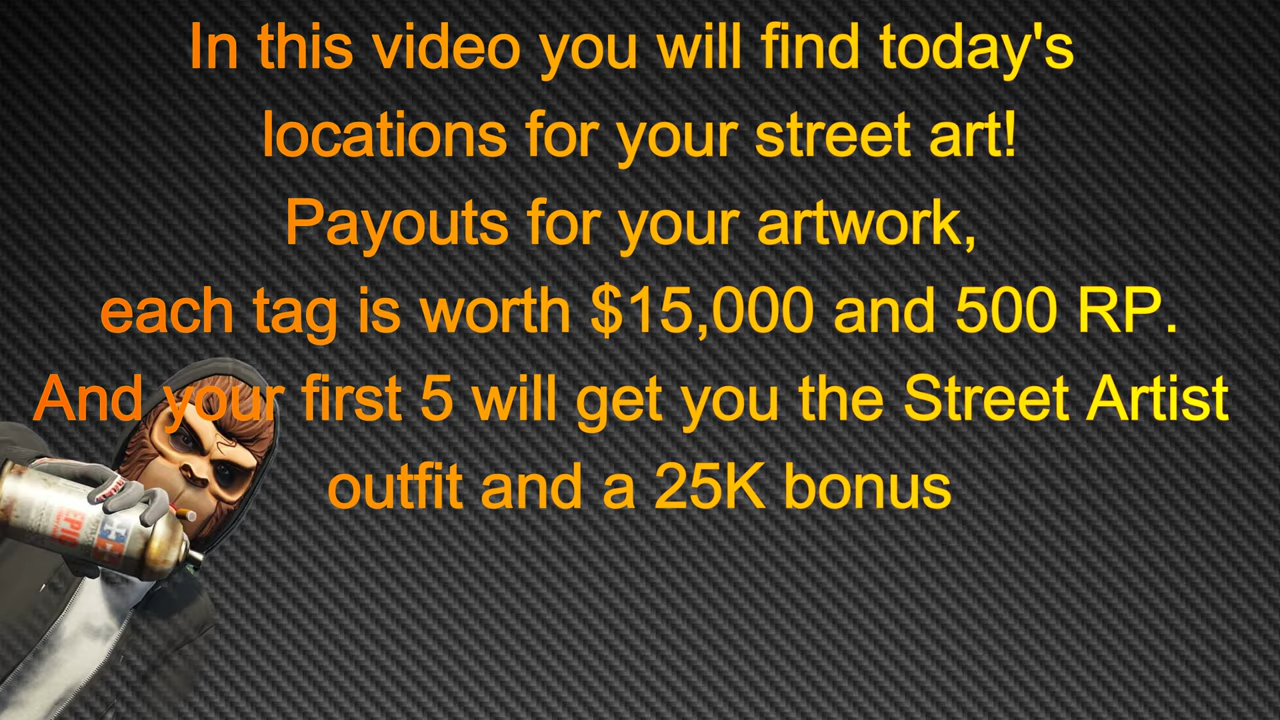 In this video you will find today's
locations for your street art!
Payouts for your artwork,
each tag is worth $15,000 and 500 RP.
And your first 5 will get you the Street Artist
outfit and a 25K bonus
EPIC